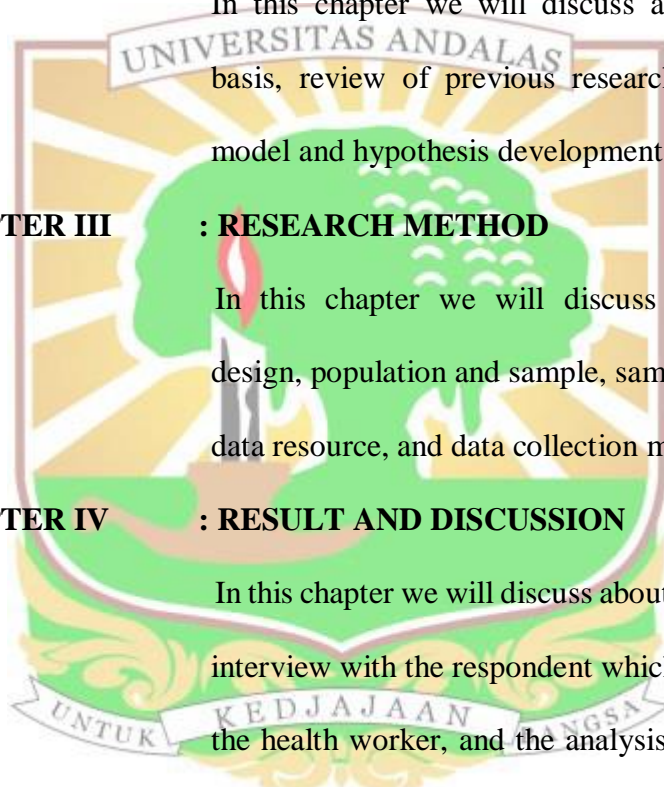 In this chapter we will discuss a
UNIVERSITAS ANDALAS
basis, review of previous research
model and hypothesis development
TER III : RESEARCH METHOD
In this chapter we will discuss
design, population and sample, sam
data resource, and data collection m
TER IV : RESULT AND DISCUSSION
In this chapter we will discuss about
interview with the respondent which
UNTUK KEDJAJAAN BANGSA
the health worker, and the analysis